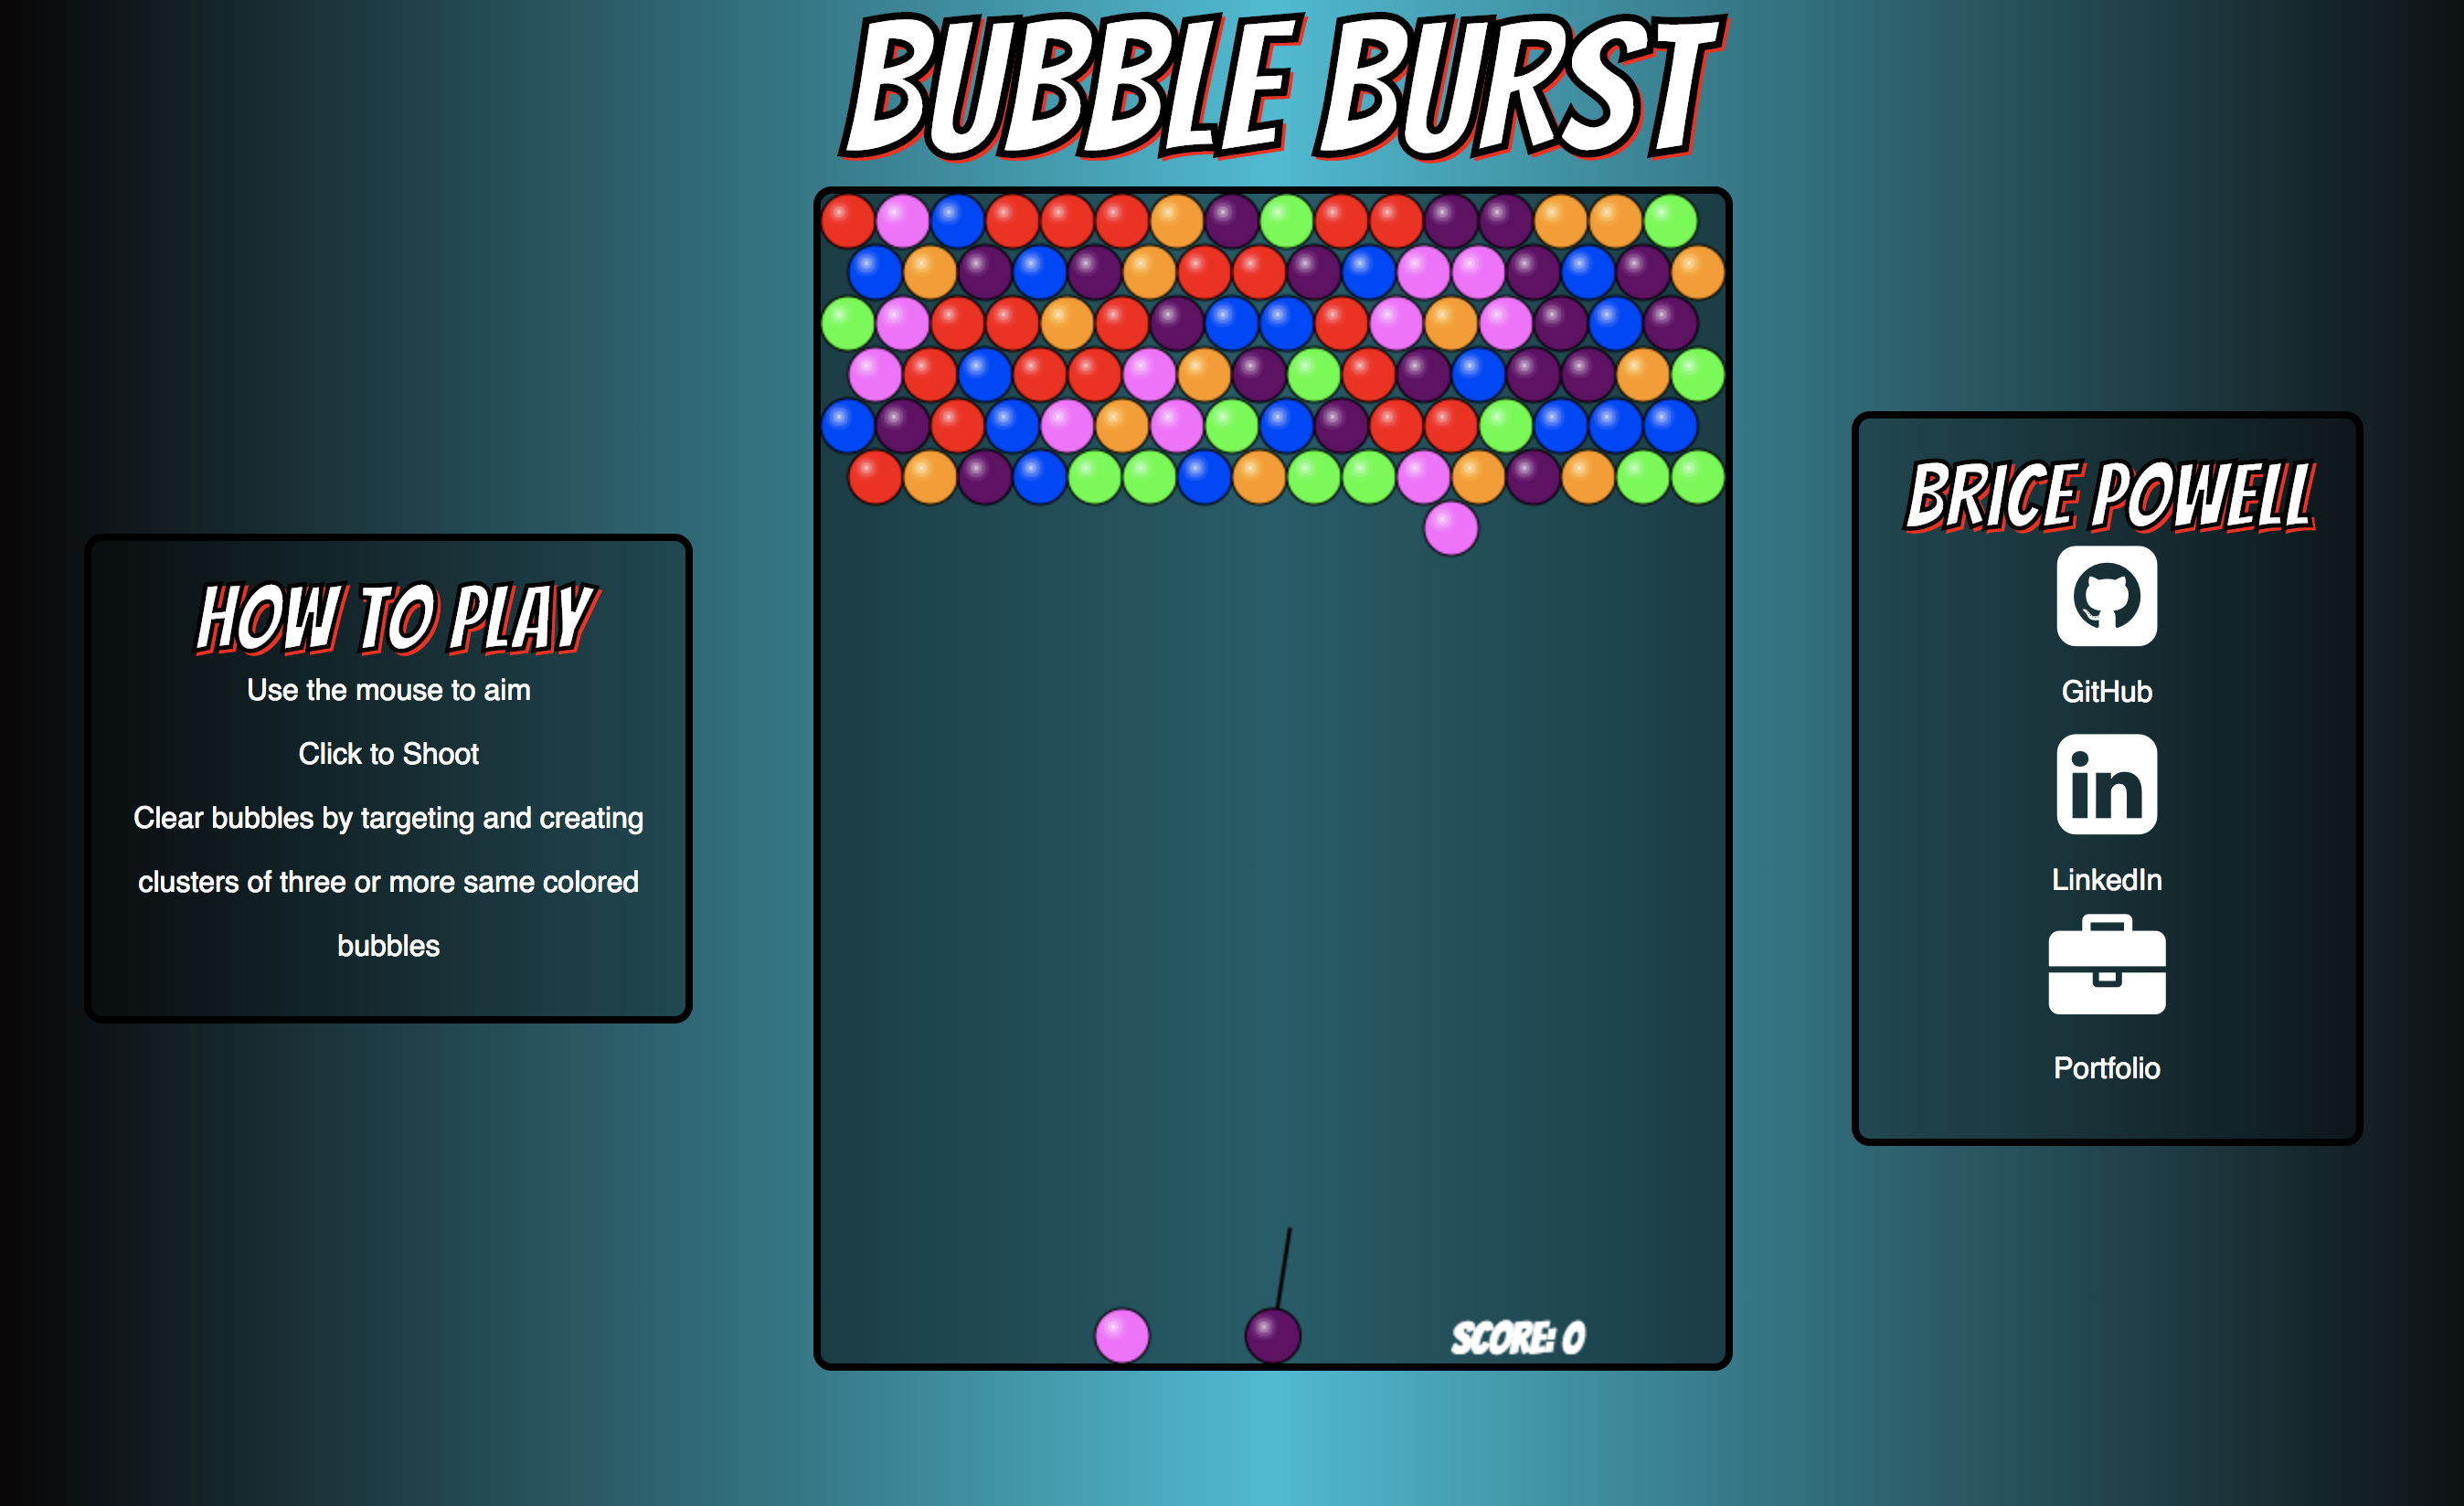 BUBBLE BURST
HOW TO PLAY
Use the mouse to aim
Click to Shoot
Clear bubbles by targeting and creating
clusters of three or more same colored
bubbles
SCORE: 0
BRICE POWELL
GitHub
in
LinkedIn
Portfolio